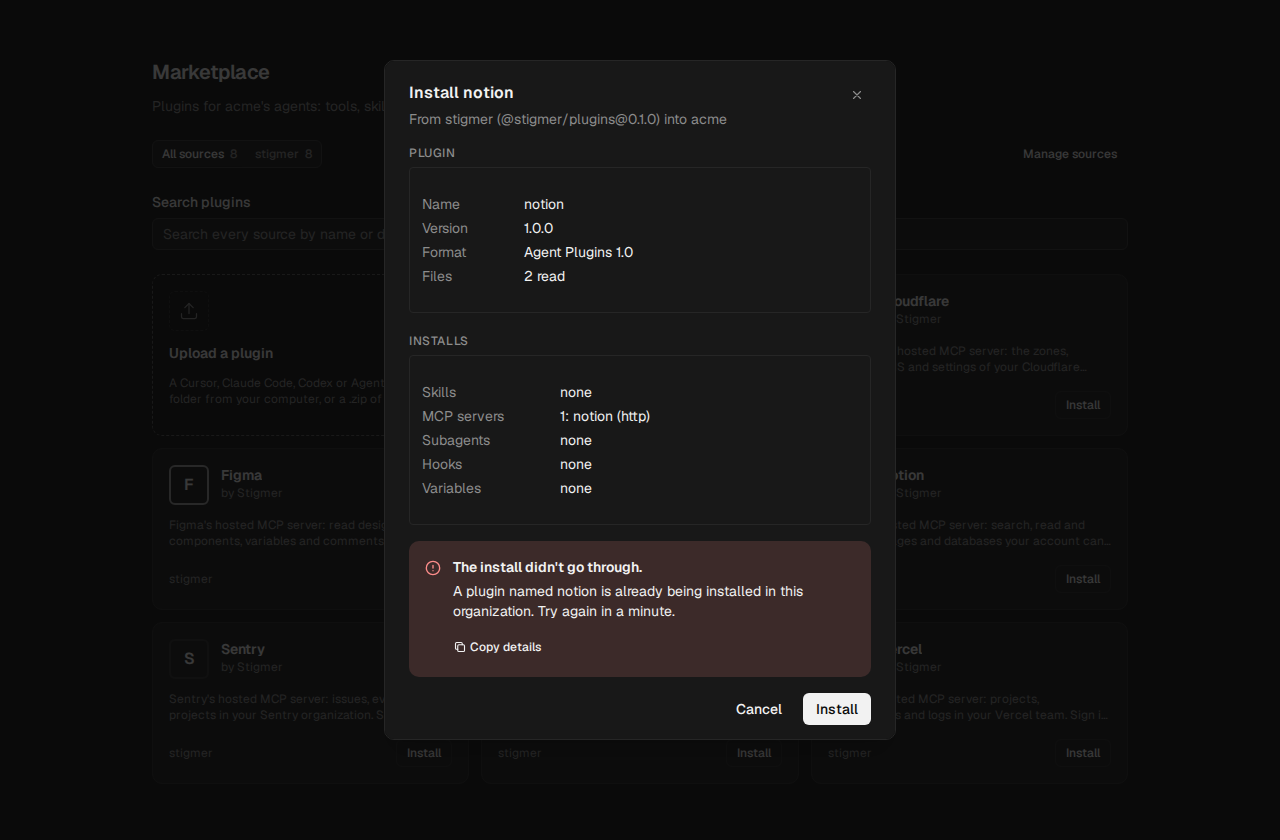 Marketplace
Plugins for acme's agents: tools, skil
All sources 8 stigmer 8
Manage sources
Search plugins
Search every source by name or d
Upload a plugin
A Cursor, Claude Code, Codex or Agent
folder from your computer, or a .zip of
oudflare
Stigmer
hosted MCP server: the zones,
S and settings of your Cloudflare...
Install
F
Figma
by Stigmer
Figma's hosted MCP server: read desig
components, variables and comments
stigmer
otion
Stigmer
ted MCP server: search, read and
ges and databases your account can...
Install
S
Sentry
by Stigmer
Sentry's hosted MCP server: issues, ev
projects in your Sentry organization. S
stigmer
Install
stigmer
Install
ercel
Stigmer
ted MCP server: projects,
s and logs in your Vercel team. Sign i...
stigmer
Install
Install notion
From stigmer (@stigmer/plugins@0.1.0) into acme
PLUGIN
Name notion
Version 1.0.0
Format Agent Plugins 1.0
Files 2 read
INSTALLS
Skills none
MCP servers 1: notion (http)
Subagents none
Hooks none
Variables none
The install didn't go through.
A plugin named notion is already being installed in this
organization. Try again in a minute.
Copy details
Cancel
Install